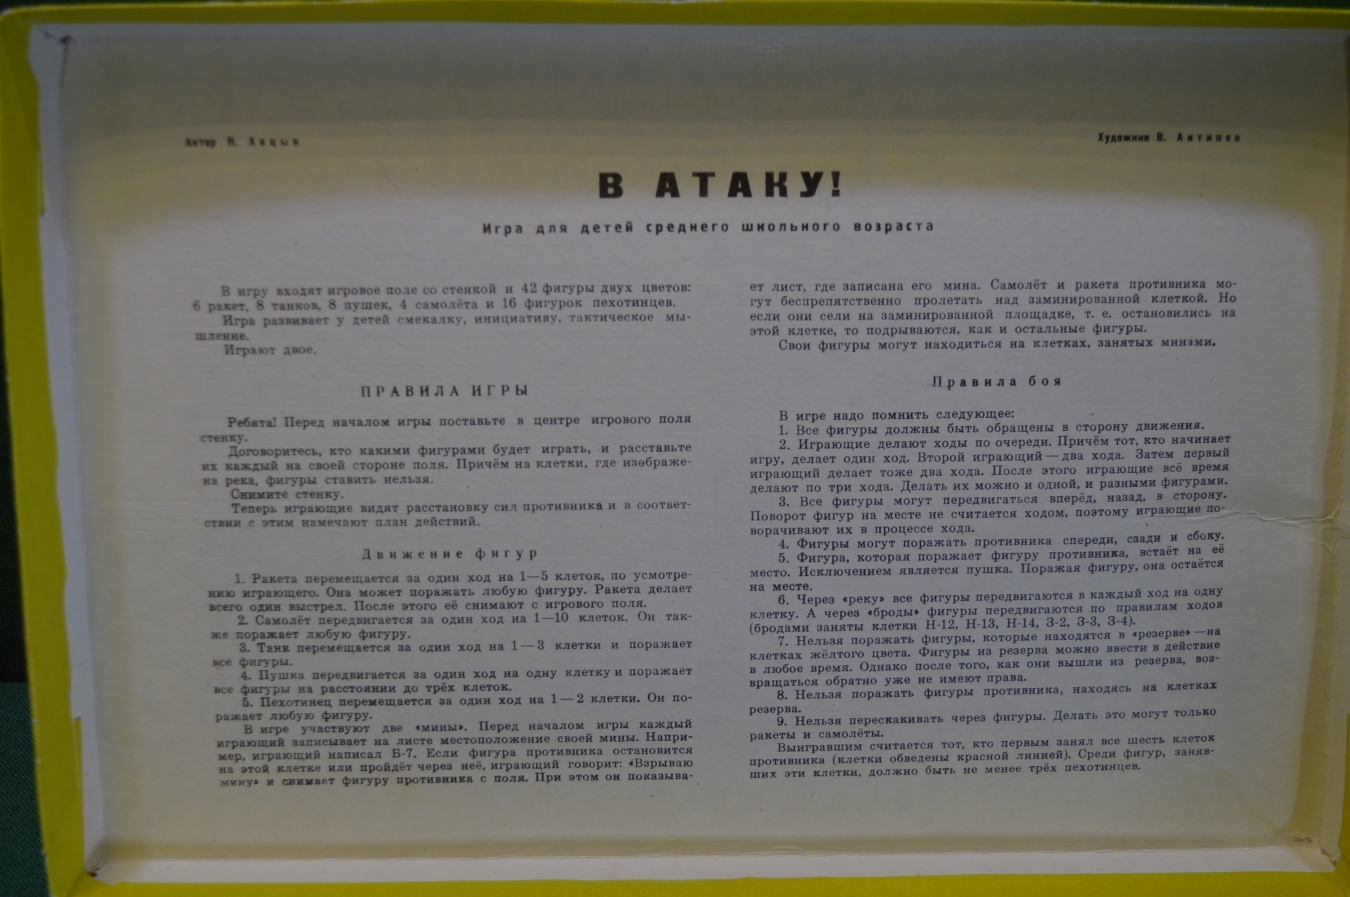 Автор Н. Авцын
Художник В. Антипов
В АТАКУ!
Игра для детей среднего школьного возраста
В игру входят игровое поле со стенкой и 42 фигуры двух цветов:
6 ракет, 8 танков, 8 пушек, 4 самолёта и 16 фигурок пехотинцев.
Игра развивает у детей смекалку, инициативу, тактическое мы-
шление.
Играют двое.
ПРАВИЛА ИГРЫ
Ребята! Перед началом игры поставьте в центре игрового поля
стенку.
Договоритесь, кто какими фигурами будет играть, и расставьте
их каждый на своей стороне поля. Причём на клетки, где изображе-
на река, фигуры ставить нельзя.
Снимите стенку.
Теперь играющие видят расстановку сил противника и в соответ-
ствии с этим намечают план действий.
Движение фигур
1. Ракета перемещается за один ход на 1—5 клеток, по усмотре-
нию играющего. Она может поражать любую фигуру. Ракета делает
всего один выстрел. После этого её снимают с игрового поля.
2. Самолёт передвигается за один ход на 1—10 клеток. Он так-
же поражает любую фигуру.
3. Танк перемещается за один ход на 1—3 клетки и поражает
все фигуры.
4. Пушка передвигается за один ход на одну клетку и поражает
все фигуры на расстоянии до трёх клеток.
5. Пехотинец перемещается за один ход на 1—2 клетки. Он по-
ражает любую фигуру.
В игре участвуют две «мины». Перед началом игры каждый
играющий записывает на листе местоположение своей мины. Напри-
мер, играющий написал Б-7. Если фигура противника остановится
на этой клетке или пройдёт через неё, играющий говорит: «Взрываю
мину» и снимает фигуру противника с поля. При этом он показыва-
ет лист, где записана его мина. Самолёт и ракета противника мо-
гут беспрепятственно пролетать над заминированной клеткой. Но
если они сели на заминированной площадке, т. е. остановились на
этой клетке, то подрываются, как и остальные фигуры.
Свои фигуры могут находиться на клетках, занятых минами.
Правила боя
В игре надо помнить следующее:
1. Все фигуры должны быть обращены в сторону движения.
2. Играющие делают ходы по очереди. Причём тот, кто начинает
игру, делает один ход. Второй играющий — два хода. Затем первый
играющий делает тоже два хода. После этого играющие всё время
делают по три хода. Делать их можно и одной, и разными фигурами.
3. Все фигуры могут передвигаться вперёд, назад, в сторону.
Поворот фигур на месте не считается ходом, поэтому играющие по-
ворачивают их в процессе хода.
4. Фигуры могут поражать противника спереди, сзади и сбоку.
5. Фигура, которая поражает фигуру противника, встаёт на её
место. Исключением является пушка. Поражая фигуру, она остаётся
на месте.
6. Через «реку» все фигуры передвигаются в каждый ход на одну
клетку. А через «броды» фигуры передвигаются по правилам ходов
(бродами заняты клетки Н-12, Н-13, Н-14, З-2, З-3, З-4).
7. Нельзя поражать фигуры, которые находятся в «резерве» — на
клетках жёлтого цвета. Фигуры из резерва можно ввести в действие
в любое время. Однако после того, как они вышли из резерва, воз-
вращаться обратно уже не имеют права.
8. Нельзя поражать фигуры противника, находясь на клетках
резерва.
9. Нельзя перескакивать через фигуры. Делать это могут только
ракеты и самолёты.
Выигравшим считается тот, кто первым занял все шесть клеток
противника (клетки обведены красной линией). Среди фигур, заняв-
ших эти клетки, должно быть не менее трёх пехотинцев.